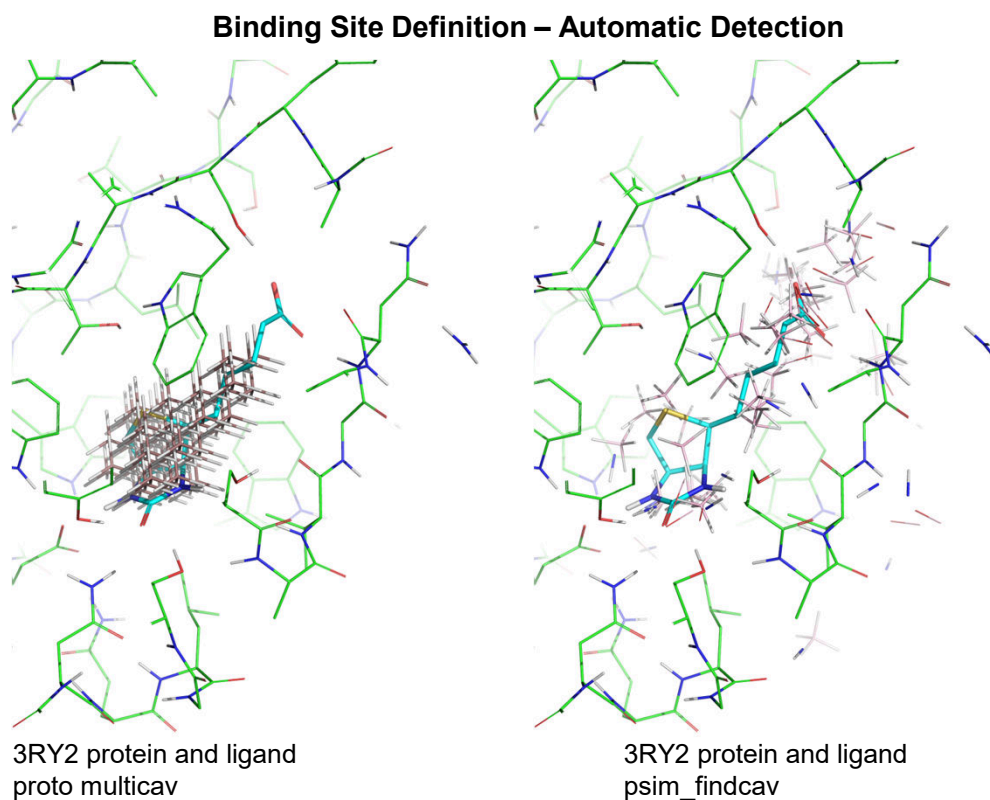 Binding Site Definition – Automatic Detection
3RY2 protein and ligand
proto multicav
3RY2 protein and ligand
psim_findcav